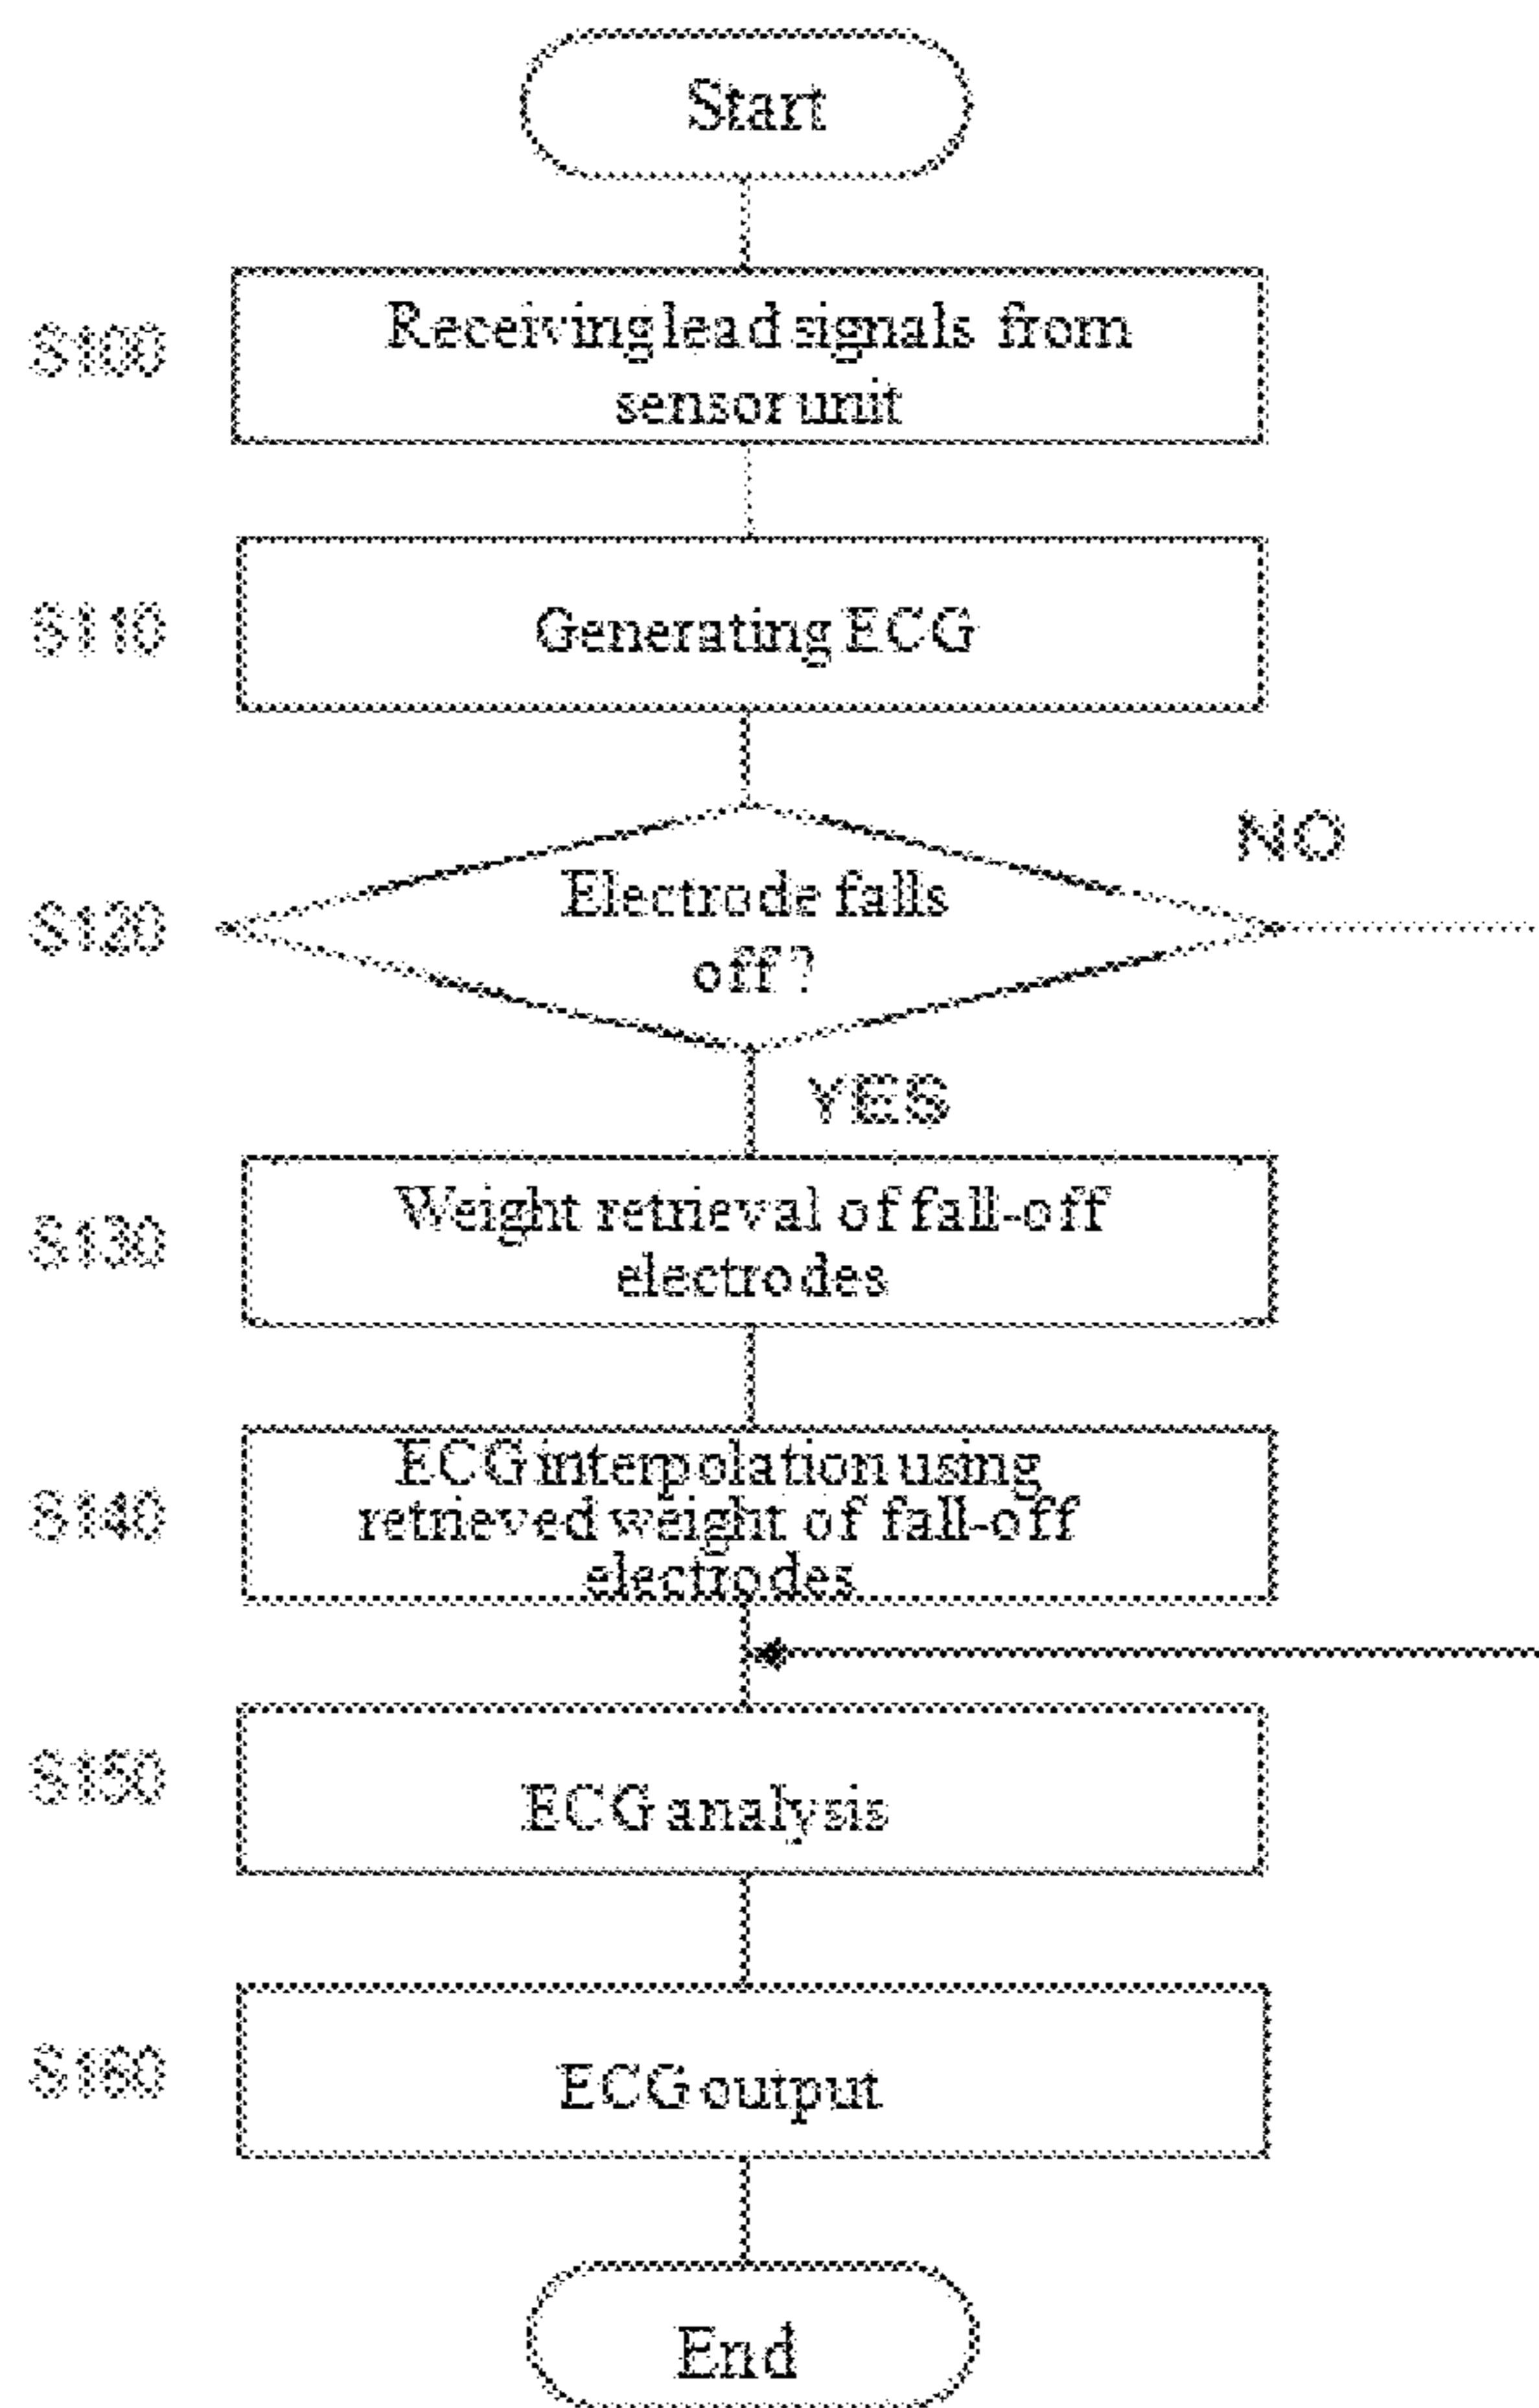 Start
S100
Receiving lead signals from
sensor unit
S110
Generating ECG
S120
Electrode falls
off ?
NO
YES
S130
Weight retrieval of fall-off
electrodes
S140
ECG interpolation using
retrieved weight of fall-off
electrodes
S150
ECG analysis
S160
ECG output
End